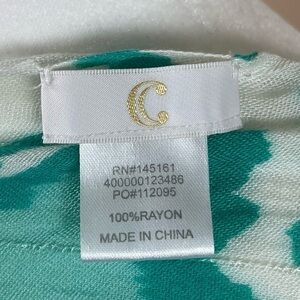 C
RN#145161
400000123486
PO#112095
100%RAYON
MADE IN CHINA